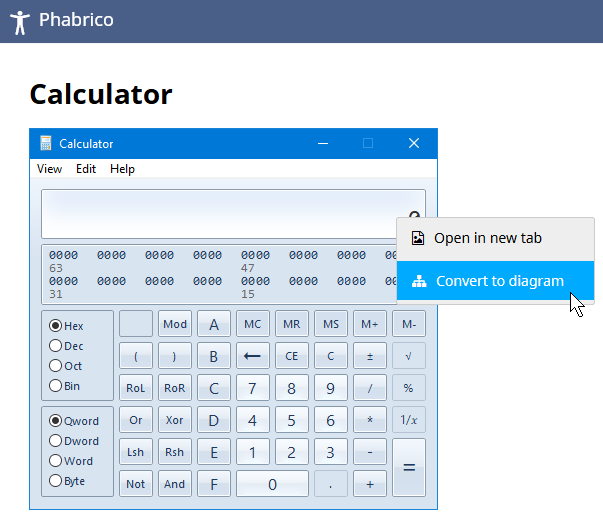 Phabrico
Calculator
Calculator
View Edit Help
0
Open in new tab
Convert to diagram
0000 0000 0000 0000 0000 0000 0000
63 47
0000 0000 0000 0000 0000 0000 0000
31 15
Hex
Dec
Oct
Bin
Qword
Dword
Word
Byte
Mod A MC MR MS M+ M-
( ) B ← CE C ± √
RoL RoR C 7 8 9 / %
Or Xor D 4 5 6 * 1/x
Lsh Rsh E 1 2 3 - =
Not And F 0 . +